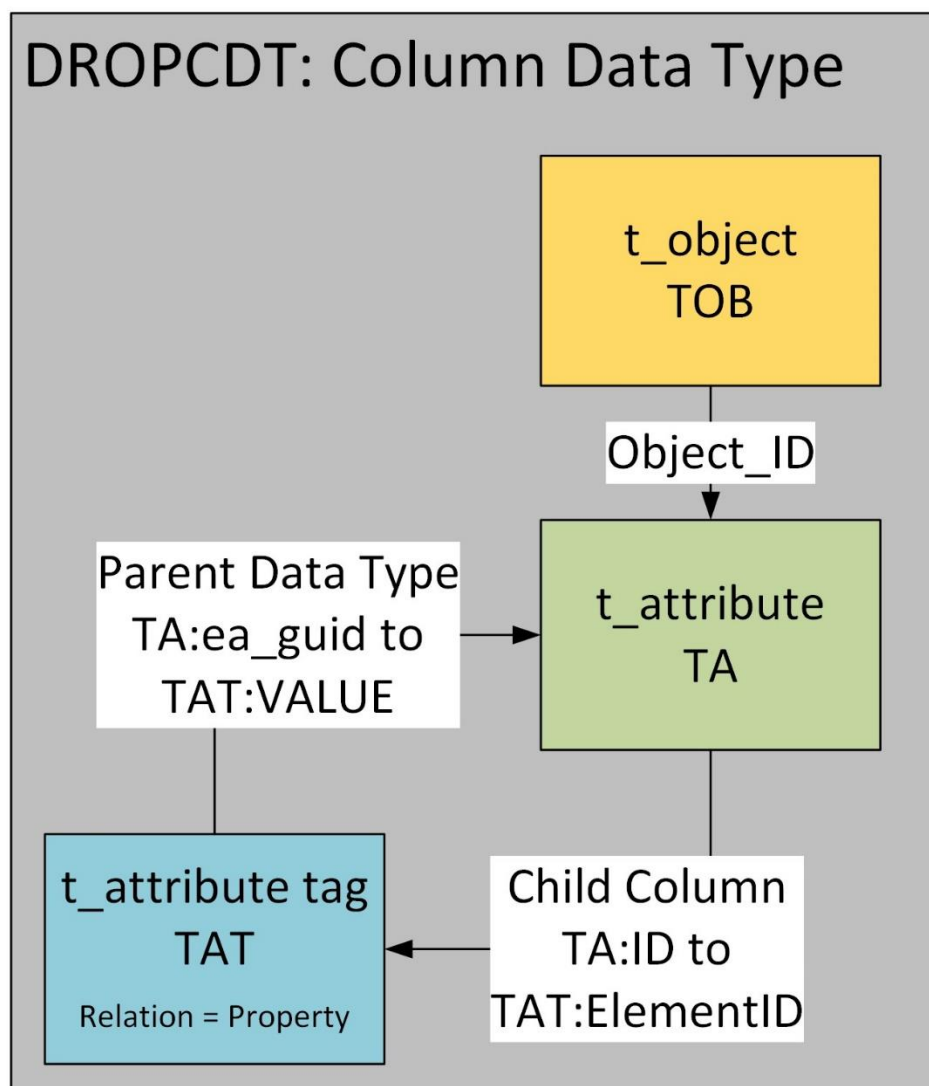 DROPCDT: Column Data Type
t_object
TOB
Object_ID
Parent Data Type
TA:ea_guid to
TAT:VALUE
t_attribute
TA
t_attribute tag
TAT
Relation = Property
Child Column
TA:ID to
TAT:ElementID